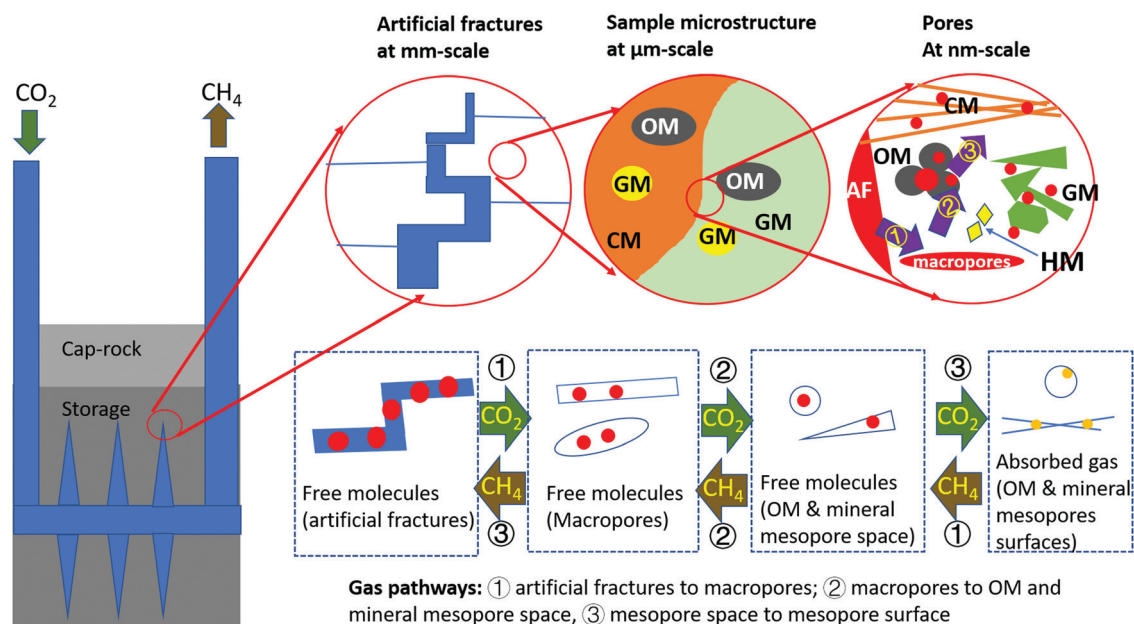 Artificial fractures
at mm-scale
Sample microstructure
at µm-scale
Pores
At nm-scale
CO₂
CH₄
Cap-rock
Storage
OM
GM
OM
CM
GM
GM
CM
OM
③
AF
②
GM
①
macropores
HM
①
CO₂
CH₄
③
②
CO₂
CH₄
②
③
CO₂
CH₄
①
Free molecules
(artificial fractures)
Free molecules
(Macropores)
Free molecules
(OM & mineral
mesopore space)
Absorbed gas
(OM & mineral
mesopores
surfaces)
Gas pathways: ① artificial fractures to macropores; ② macropores to OM and
mineral mesopore space, ③ mesopore space to mesopore surface